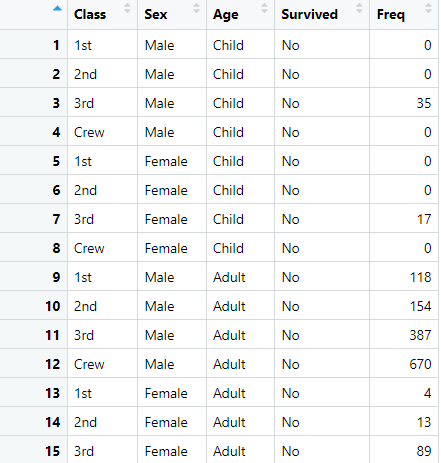 Class Sex Age Survived Freq
1 1st Male Child No 0
2 2nd Male Child No 0
3 3rd Male Child No 35
4 Crew Male Child No 0
5 1st Female Child No 0
6 2nd Female Child No 0
7 3rd Female Child No 17
8 Crew Female Child No 0
9 1st Male Adult No 118
10 2nd Male Adult No 154
11 3rd Male Adult No 387
12 Crew Male Adult No 670
13 1st Female Adult No 4
14 2nd Female Adult No 13
15 3rd Female Adult No 89